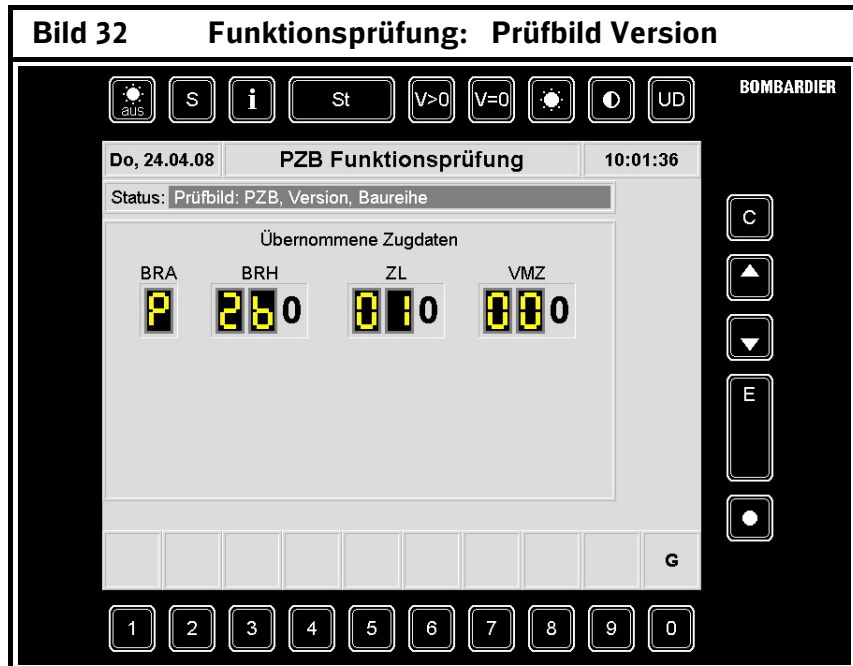 Bild 32 Funktionsprüfung: Prüfbild Version
aus S i St V>0 V=0 UD BOMBARDIER
Do, 24.04.08 PZB Funktionsprüfung 10:01:36
Status: Prüfbild: PZB, Version, Baureihe
C
Übernommene Zugdaten
BRA BRH ZL VMZ
P 2b0 010 000
E
G
1 2 3 4 5 6 7 8 9 0